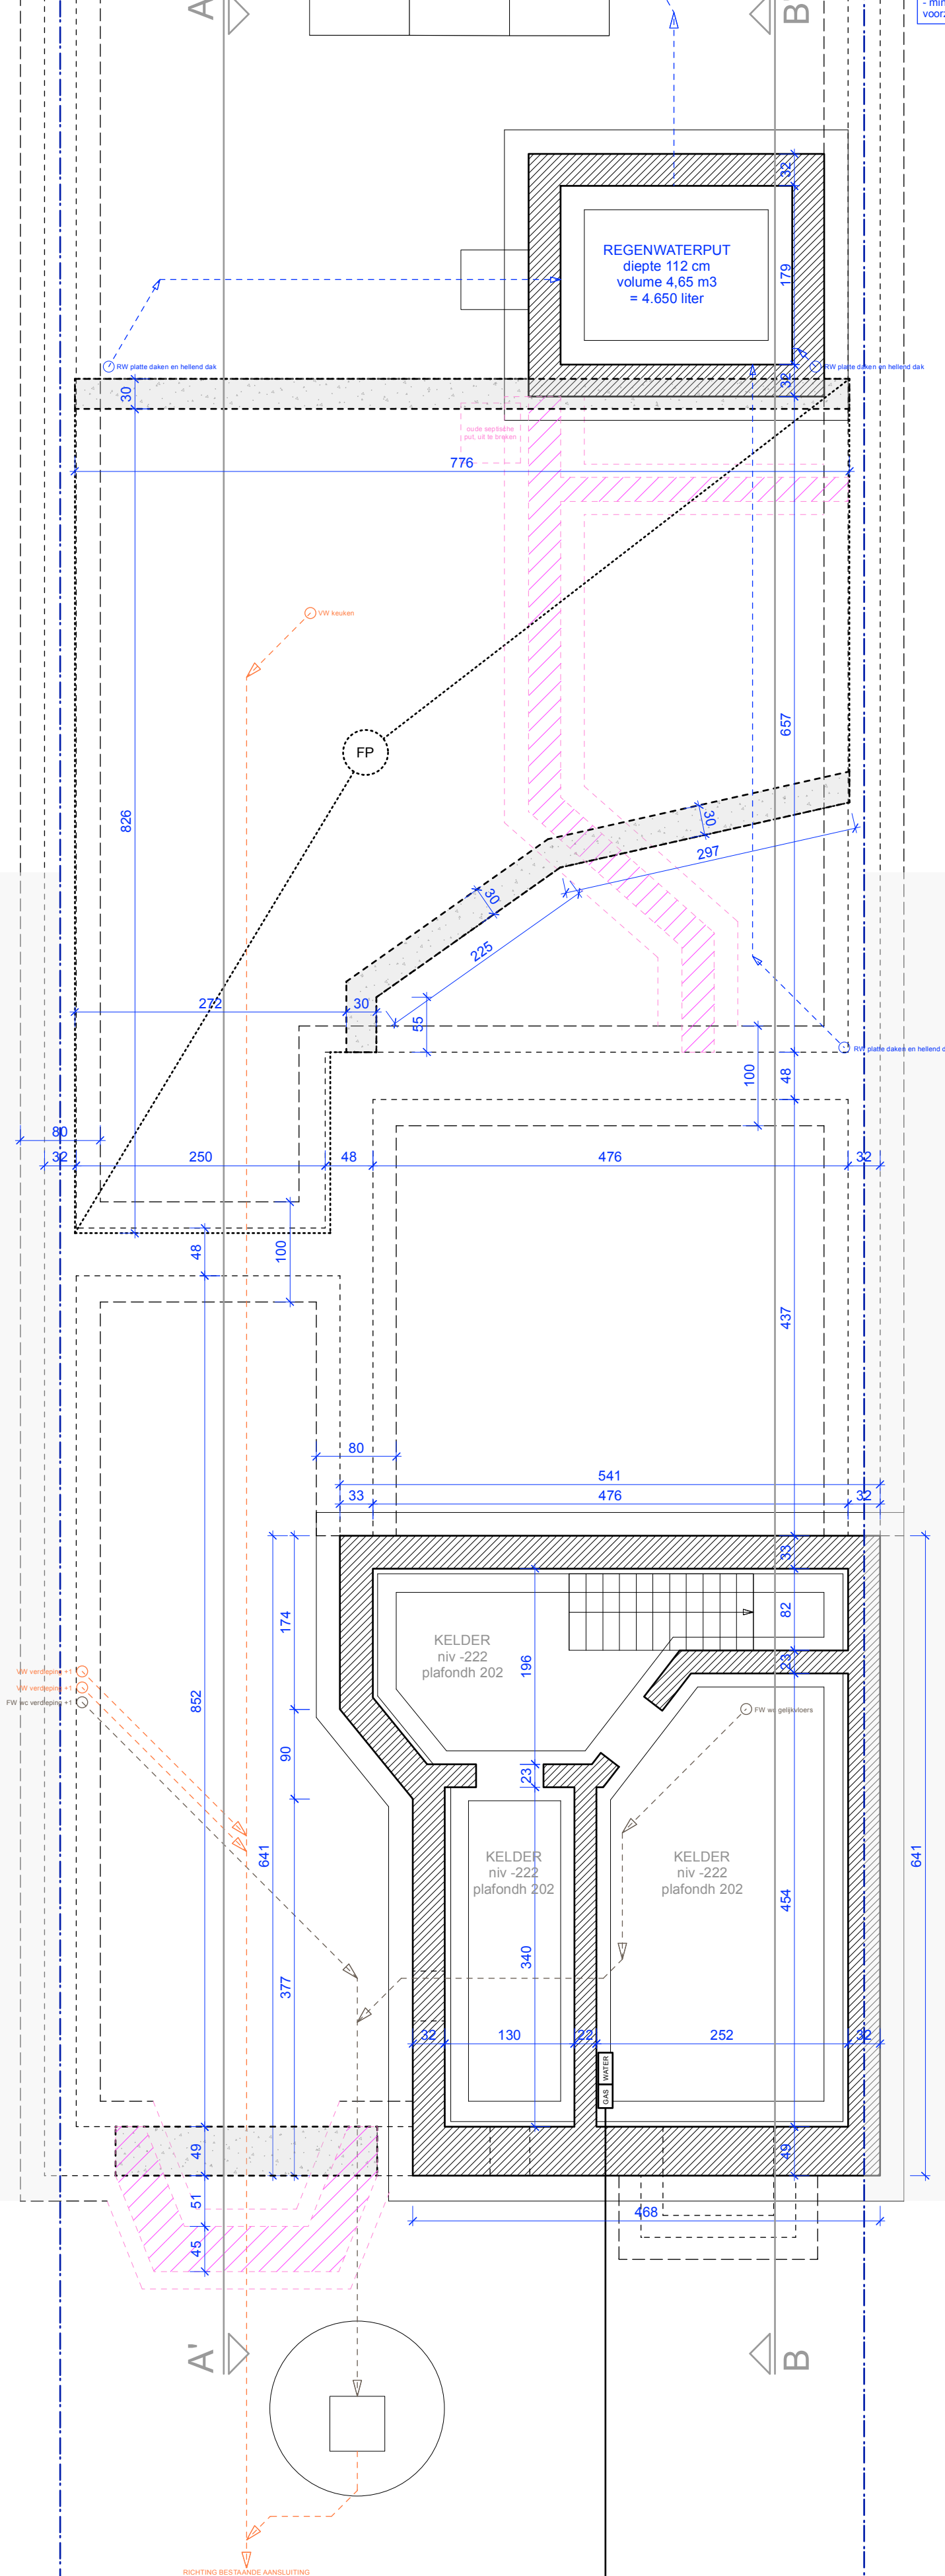 A
B'
- min
voorz
32
REGENWATERPUT
diepte 112 cm
volume 4,65 m3
= 4.650 liter
179
RW platte daken en hellend dak
RW platte daken en hellend dak
32
30
oude septische
put, uit te breken
776
VW keuken
657
FP
826
30
297
30
225
272
30
55
RW platte daken en hellend d
100
48
80
32
250
48
476
32
48
100
437
80
541
33
476
32
33
174
KELDER
niv -222
plafondh 202
196
82
23
VW verdieping +1
VW verdieping +1
FW wc verdieping +1
852
FW wc gelijkvloers
90
23
641
641
KELDER
niv -222
plafondh 202
KELDER
niv -222
plafondh 202
454
340
377
32
130
22
252
32
WATER
GAS
49
49
51
468
45
A'
B
RICHTING BESTAANDE AANSLUITING